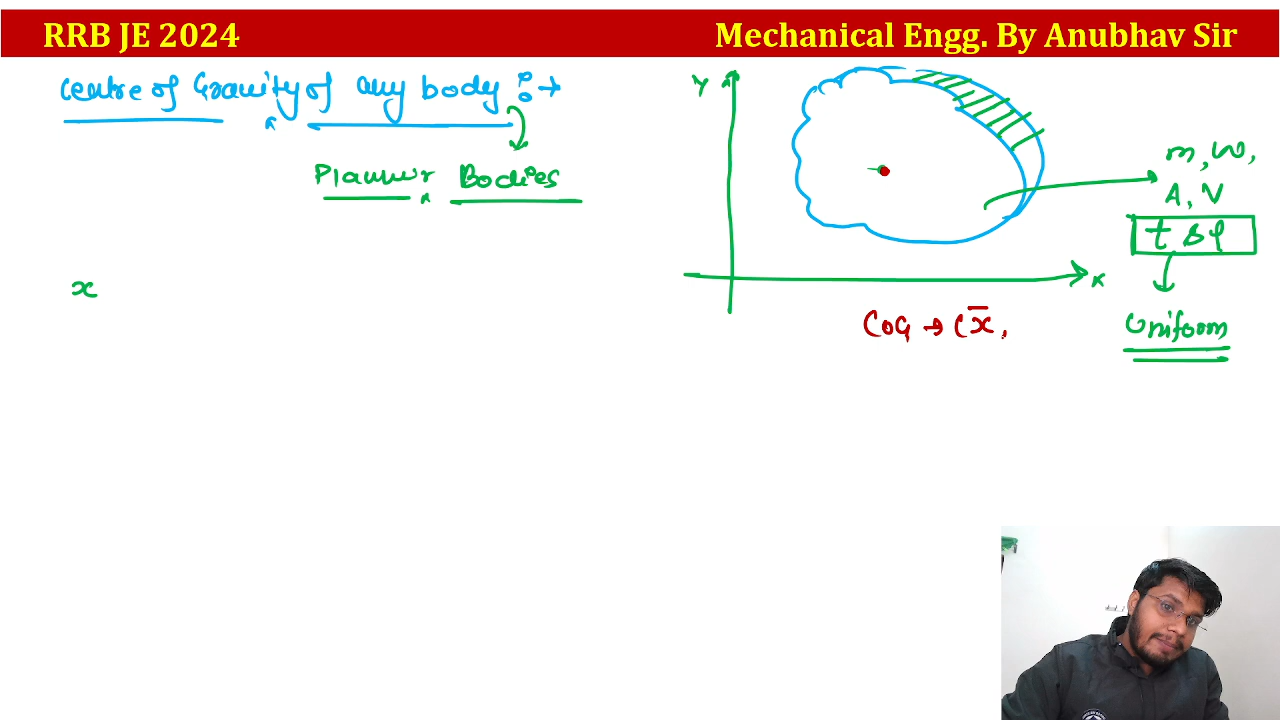 RRB JE 2024
Mechanical Engg. By Anubhav Sir
Centre of Gravity of any body :→
Planner Bodies
x
Y
X
m, W,
A, V
t & ρ
Uniform
COG → (x̄,